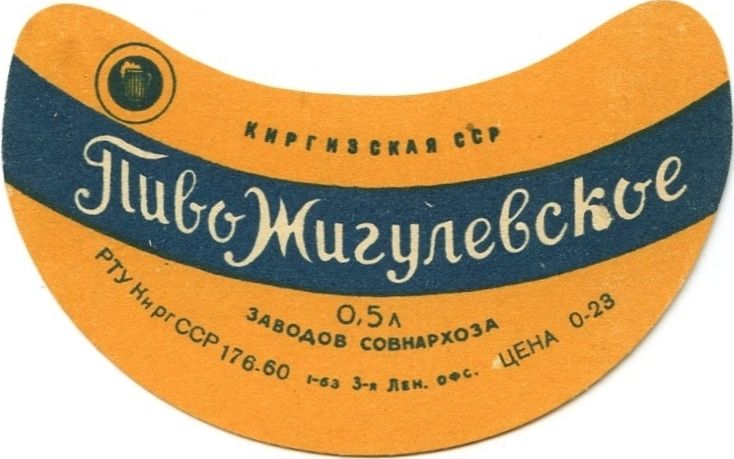 КИРГИЗСКАЯ ССР
Пиво Жигулевское
0,5 л
ЗАВОДОВ СОВНАРХОЗА
РТУ КиргССР 176-60
1-63 3-я Лен. офс.
ЦЕНА 0-23